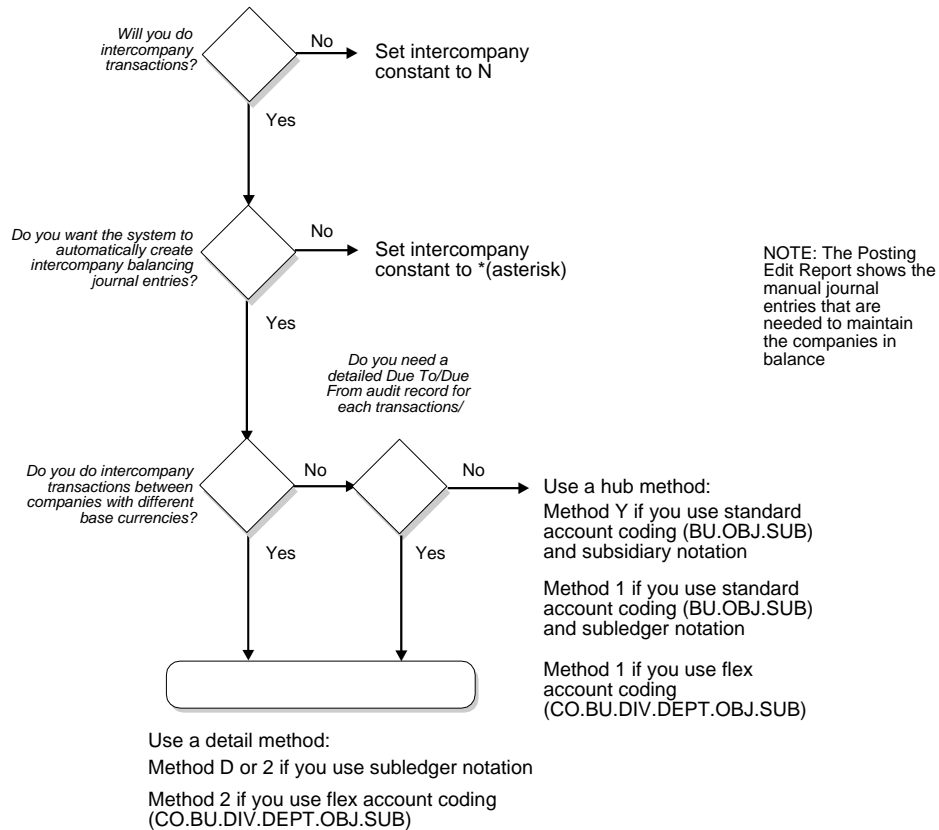 Will you do
intercompany
transactions?
No
Set intercompany
constant to N
Yes
Do you want the system to
automatically create
intercompany balancing
journal entries?
No
Set intercompany
constant to *(asterisk)
NOTE: The Posting
Edit Report shows the
manual journal
entries that are
needed to maintain
the companies in
balance
Yes
Do you need a
detailed Due To/Due
From audit record for
each transactions/
Do you do intercompany
transactions between
companies with different
base currencies?
No
No
Use a hub method:
Method Y if you use standard
account coding (BU.OBJ.SUB)
and subsidiary notation
Yes
Yes
Method 1 if you use standard
account coding (BU.OBJ.SUB)
and subledger notation
Method 1 if you use flex
account coding
(CO.BU.DIV.DEPT.OBJ.SUB)
Use a detail method:
Method D or 2 if you use subledger notation
Method 2 if you use flex account coding
(CO.BU.DIV.DEPT.OBJ.SUB)